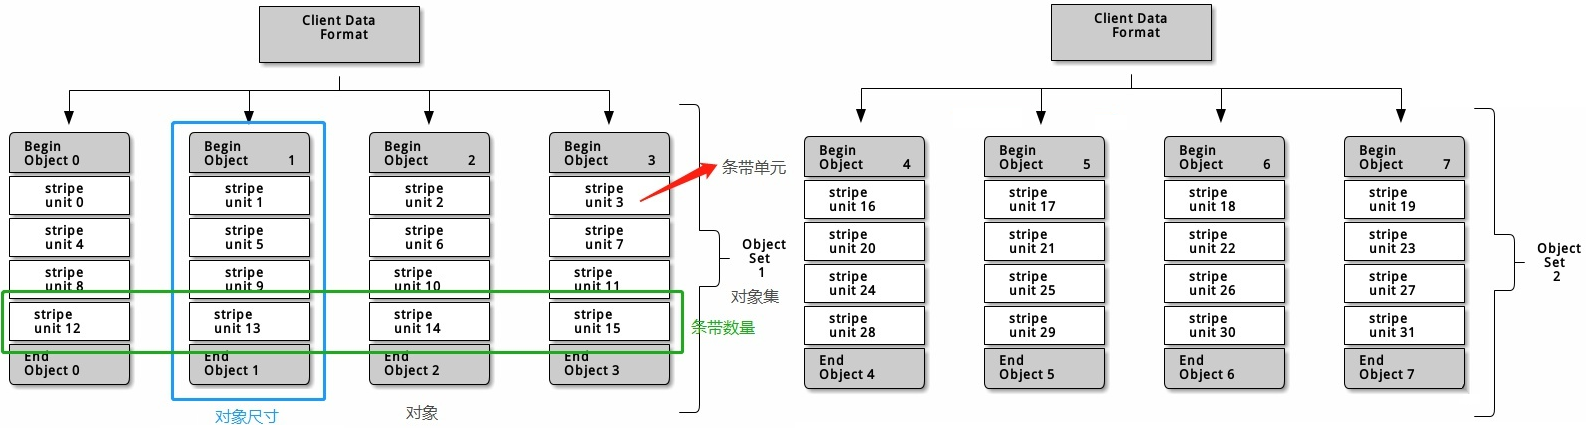 Client Data
Format
Begin
Object 0
stripe
unit 0
stripe
unit 4
stripe
unit 8
stripe
unit 12
End
Object 0
Begin
Object 1
stripe
unit 1
stripe
unit 5
stripe
unit 9
stripe
unit 13
End
Object 1
对象尺寸
Begin
Object 2
stripe
unit 2
stripe
unit 6
stripe
unit 10
stripe
unit 14
End
Object 2
对象
Begin
Object 3
stripe
unit 3
stripe
unit 7
stripe
unit 11
stripe
unit 15
End
Object 3
条带单元
Object
Set
1
对象集
条带数量
Client Data
Format
Begin
Object 4
stripe
unit 16
stripe
unit 20
stripe
unit 24
stripe
unit 28
End
Object 4
Begin
Object 5
stripe
unit 17
stripe
unit 21
stripe
unit 25
stripe
unit 29
End
Object 5
Begin
Object 6
stripe
unit 18
stripe
unit 22
stripe
unit 26
stripe
unit 30
End
Object 6
Begin
Object 7
stripe
unit 19
stripe
unit 23
stripe
unit 27
stripe
unit 31
End
Object 7
Object
Set
2